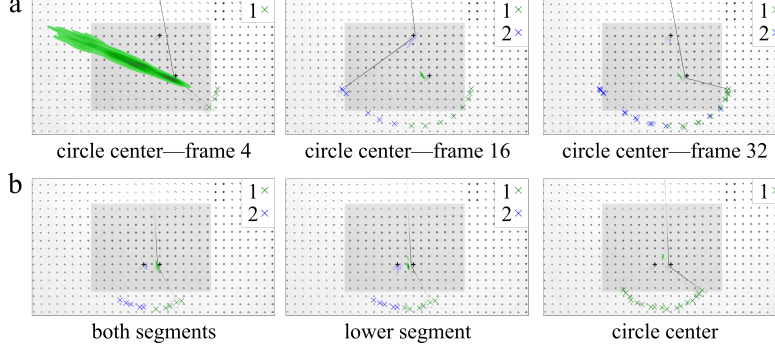 a
1 ×
1 ×
2 ×
1 ×
2 ×
circle center—frame 4
circle center—frame 16
circle center—frame 32
b
1 ×
2 ×
1 ×
2 ×
1 ×
both segments
lower segment
circle center